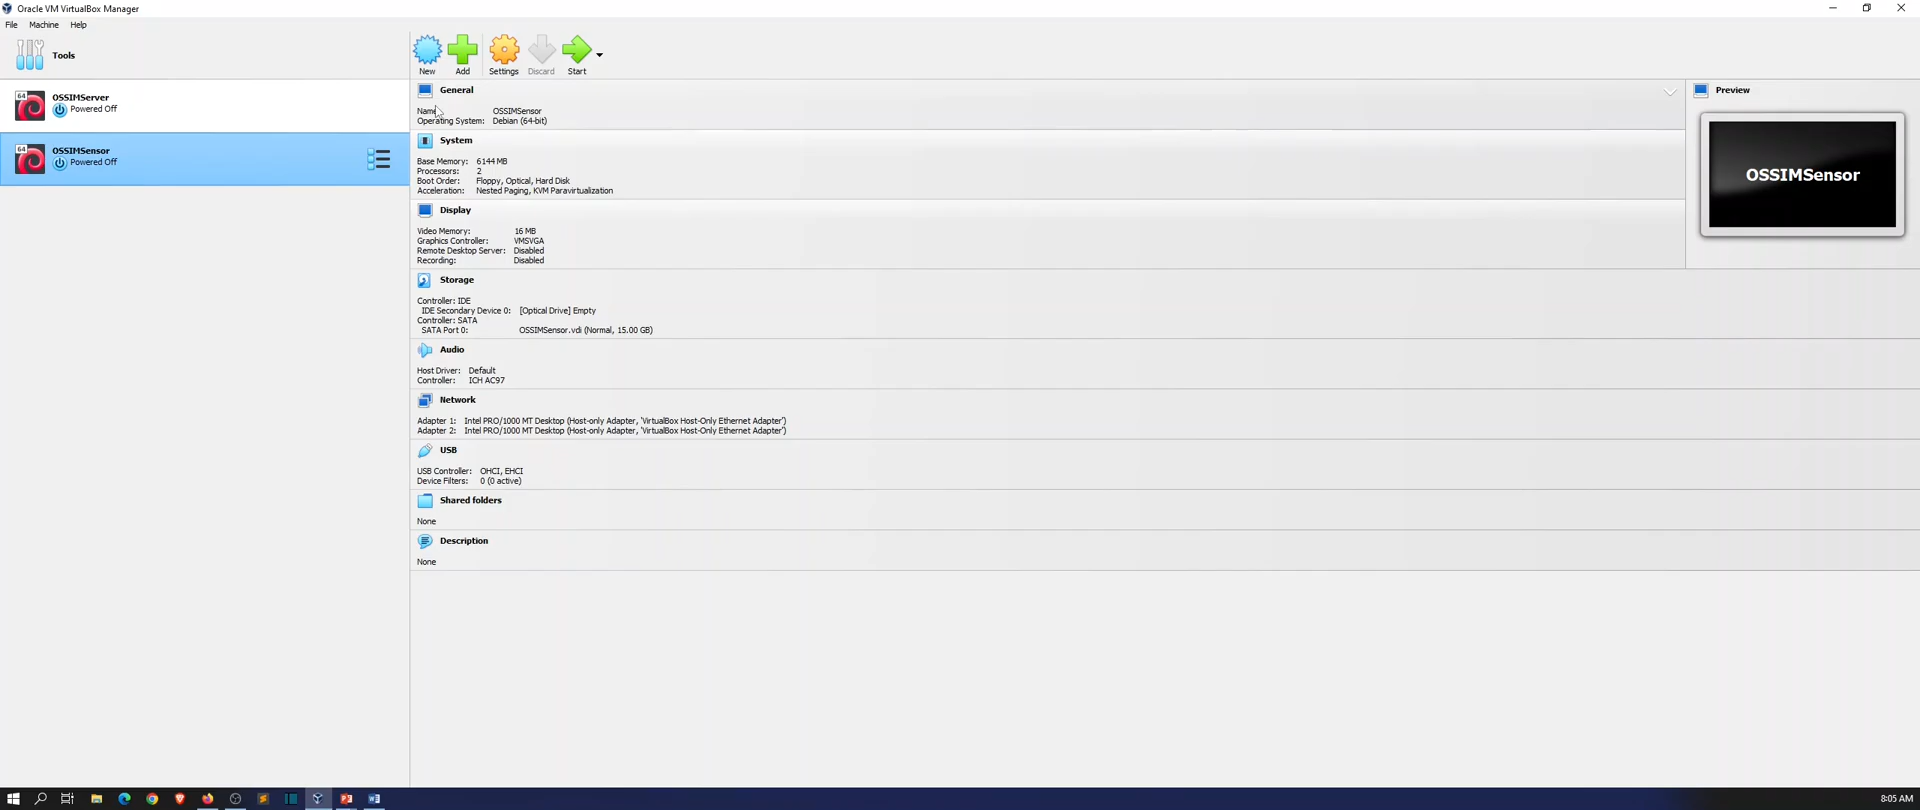 Oracle VM VirtualBox Manager
File Machine Help
Tools
New Add Settings Discard Start
64 OSSIMServer
Powered Off
64 OSSIMSensor
Powered Off
General
Name: OSSIMSensor
Operating System: Debian (64-bit)
System
Base Memory: 6144 MB
Processors: 2
Boot Order: Floppy, Optical, Hard Disk
Acceleration: Nested Paging, KVM Paravirtualization
Display
Video Memory: 16 MB
Graphics Controller: VMSVGA
Remote Desktop Server: Disabled
Recording: Disabled
Storage
Controller: IDE
IDE Secondary Device 0: [Optical Drive] Empty
Controller: SATA
SATA Port 0: OSSIMSensor.vdi (Normal, 15.00 GB)
Audio
Host Driver: Default
Controller: ICH AC97
Network
Adapter 1: Intel PRO/1000 MT Desktop (Host-only Adapter, 'VirtualBox Host-Only Ethernet Adapter')
Adapter 2: Intel PRO/1000 MT Desktop (Host-only Adapter, 'VirtualBox Host-Only Ethernet Adapter')
USB
USB Controller: OHCI, EHCI
Device Filters: 0 (0 active)
Shared folders
None
Description
None
Preview
OSSIMSensor
8:05 AM